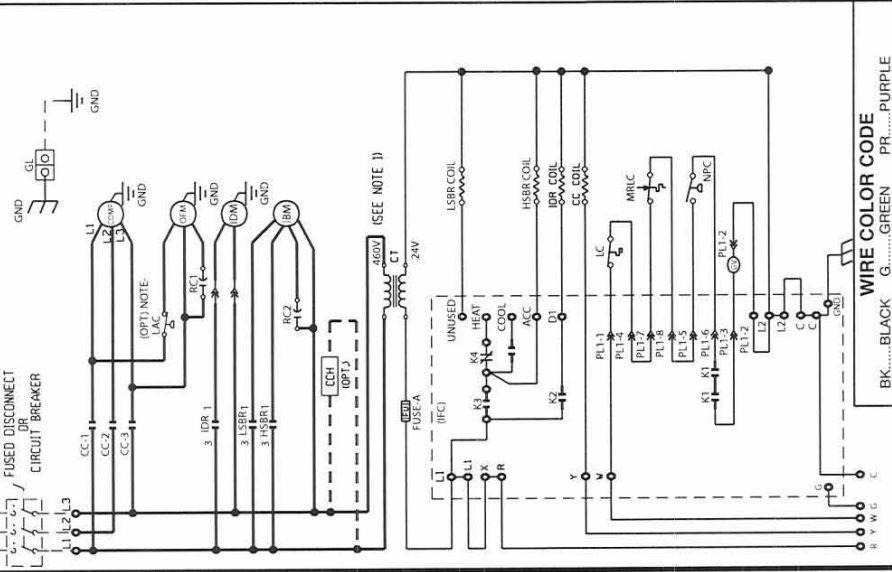 FUSED DISCONNECT
OR
CIRCUIT BREAKER
L1
L2
L3
GND
GL
GND
CC-1
CC-2
CC-3
L1
L2
L3
COMP
GND
(OPT) NOTE-
LAC
OFM
GND
RC1
3 IDR 1
IDM
GND
3 LSBR1
3 HSBR1
IBM
GND
RC2
CCH
(OPT.)
(SEE NOTE 1)
460V
CT
24V
FUSE-A
(IFC)
UNUSED
LSBR COIL
HEAT
COOL
K4
K3
ACC
HSBR COIL
D1
IDR COIL
K2
CC COIL
L1
L1
X
R
Y
W
LC
PL1-1
PL1-4
PL1-7
MRLC
PL1-8
PL1-5
NPC
PL1-6
K1
K1
PL1-3
GV
PL1-2
PL1-2
L2
L2
C
C
GND
G
R
Y
W
G
C
WIRE COLOR CODE
BK.....BLACK G.....GREEN PR.....PURPLE